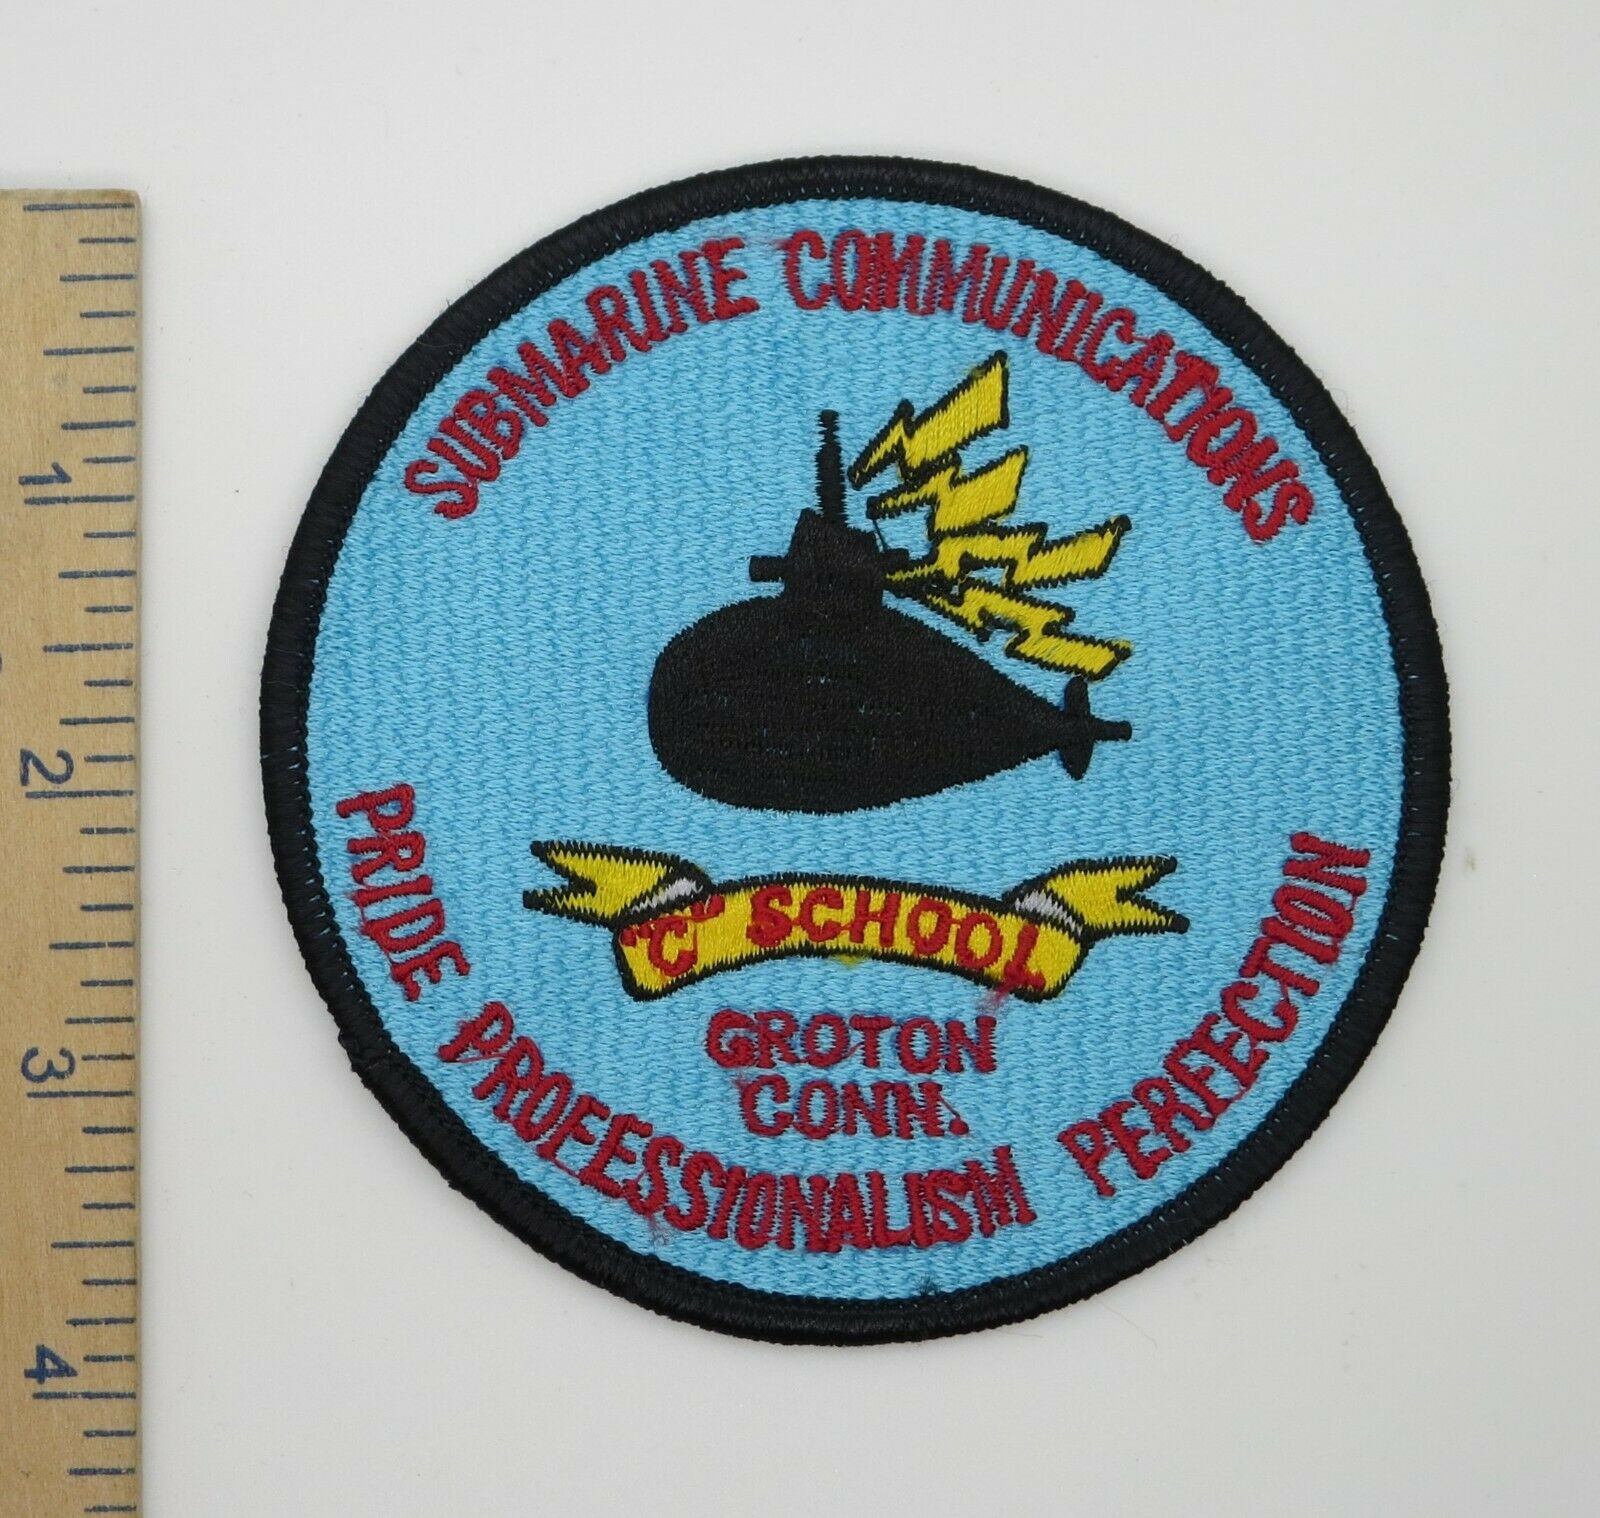 SUBMARINE COMMUNICATIONS
"C" SCHOOL
GROTON
CONN.
PRIDE PROFESSIONALISM PERFECTION
1
2
3
4